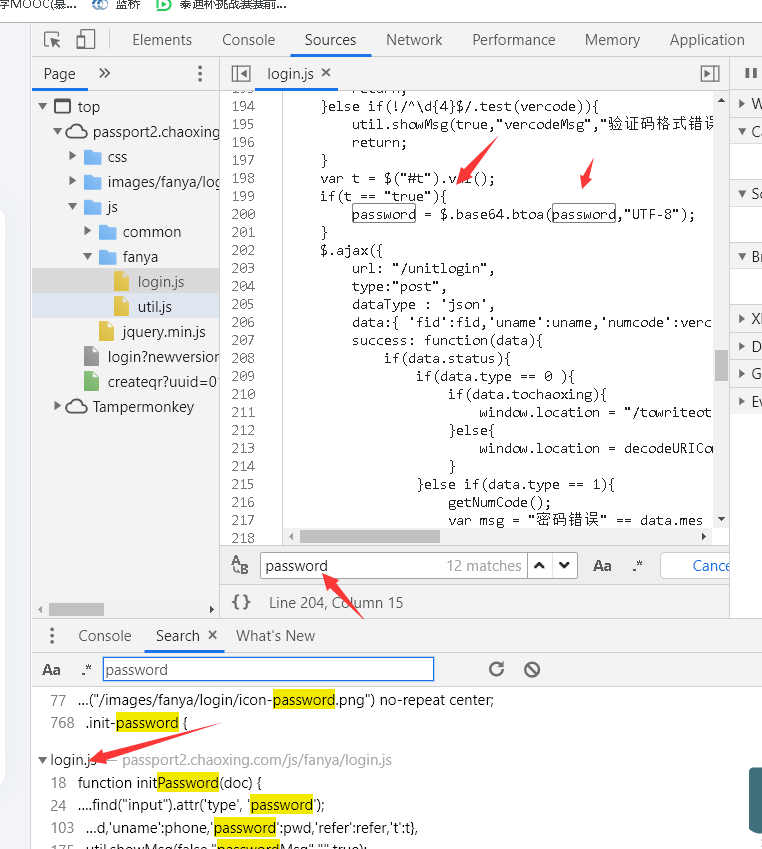 学MOOC(慕... 蓝桥 泰迪杯挑战赛赛前...
Elements Console Sources Network Performance Memory Application
Page login.js ×
top
passport2.chaoxing
css
images/fanya/log
js
common
fanya
login.js
util.js
jquery.min.js
login?newversion
createqr?uuid=0
Tampermonkey
193 return;
194 }else if(!/^\d{4}$/.test(vercode)){
195 util.showMsg(true,"vercodeMsg","验证码格式错误
196 return;
197 }
198 var t = $("#t").val();
199 if(t == "true"){
200 password = $.base64.btoa(password,"UTF-8");
201 }
202 $.ajax({
203 url: "/unitlogin",
204 type:"post",
205 dataType : 'json',
206 data:{ 'fid':fid,'uname':uname,'numcode':verc
207 success: function(data){
208 if(data.status){
209 if(data.type == 0 ){
210 if(data.tochaoxing){
211 window.location = "/towriteot
212 }else{
213 window.location = decodeURICo
214 }
215 }else if(data.type == 1){
216 getNumCode();
217 var msg = "密码错误" == data.mes
218
W
Ca
Sc
Br
XI
D
G
Ev
password 12 matches Aa .* Cance
{} Line 204, Column 15
Console Search × What's New
Aa .* password
77 ...("/images/fanya/login/icon-password.png") no-repeat center;
768 .init-password {
login.js — passport2.chaoxing.com/js/fanya/login.js
18 function initPassword(doc) {
24 ....find("input").attr('type', 'password');
103 ...d,'uname':phone,'password':pwd,'refer':refer,'t':t},
175 util.showMsg(false,"passwordMsg","",true);